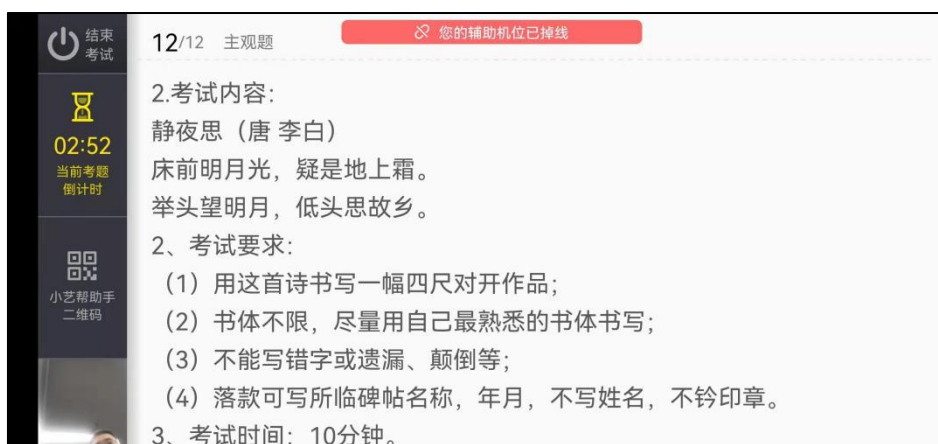 结束
考试
12/12 主观题
您的辅助机位已掉线
02:52
当前考题
倒计时
小艺帮助手
二维码
2.考试内容:
静夜思（唐 李白）
床前明月光，疑是地上霜。
举头望明月，低头思故乡。
2、考试要求:
（1）用这首诗书写一幅四尺对开作品;
（2）书体不限，尽量用自己最熟悉的书体书写;
（3）不能写错字或遗漏、颠倒等;
（4）落款可写所临碑帖名称，年月，不写姓名，不钤印章。
3、考试时间: 10分钟。